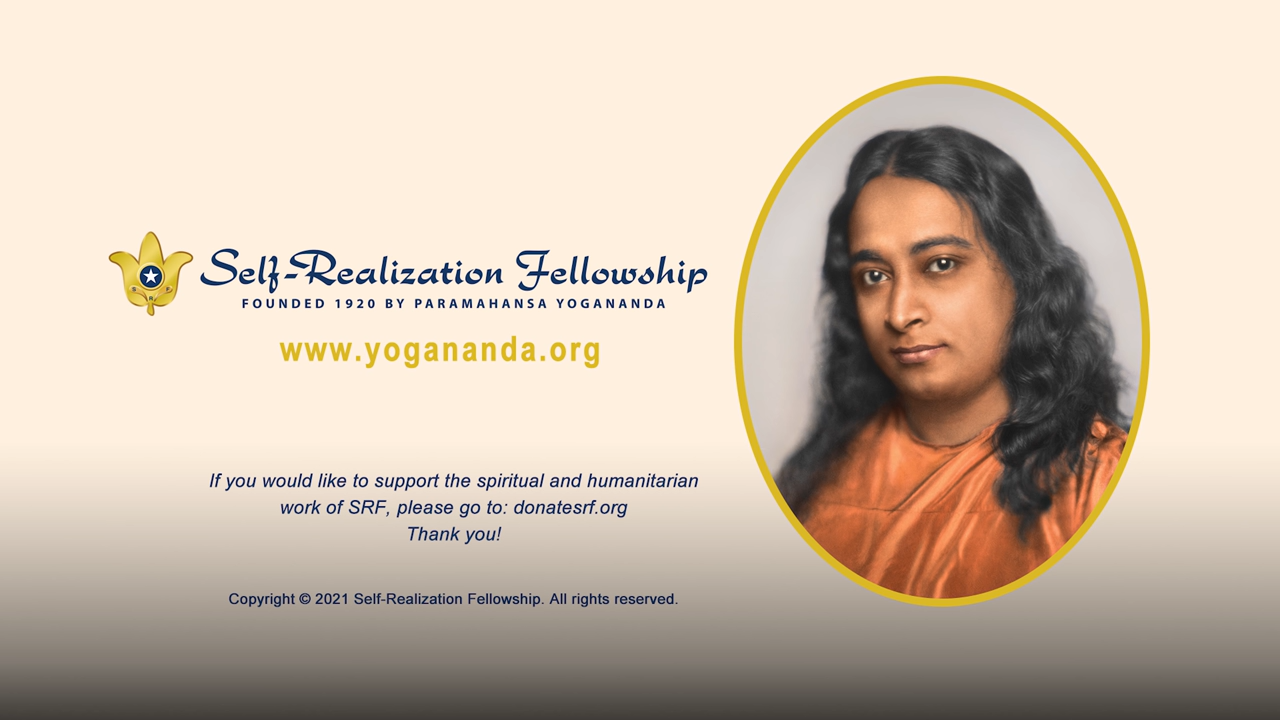 Self-Realization Fellowship
FOUNDED 1920 BY PARAMAHANSA YOGANANDA
www.yogananda.org
If you would like to support the spiritual and humanitarian
work of SRF, please go to: donatesrf.org
Thank you!
Copyright © 2021 Self-Realization Fellowship. All rights reserved.